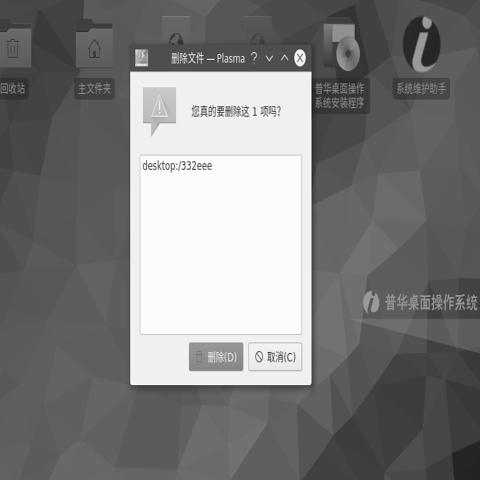 删除文件 — Plasma
回收站
主文件夹
普华桌面操作
系统安装程序
系统维护助手
您真的要删除这 1 项吗?
desktop:/332eee
普华桌面操作系统
删除(D)
取消(C)